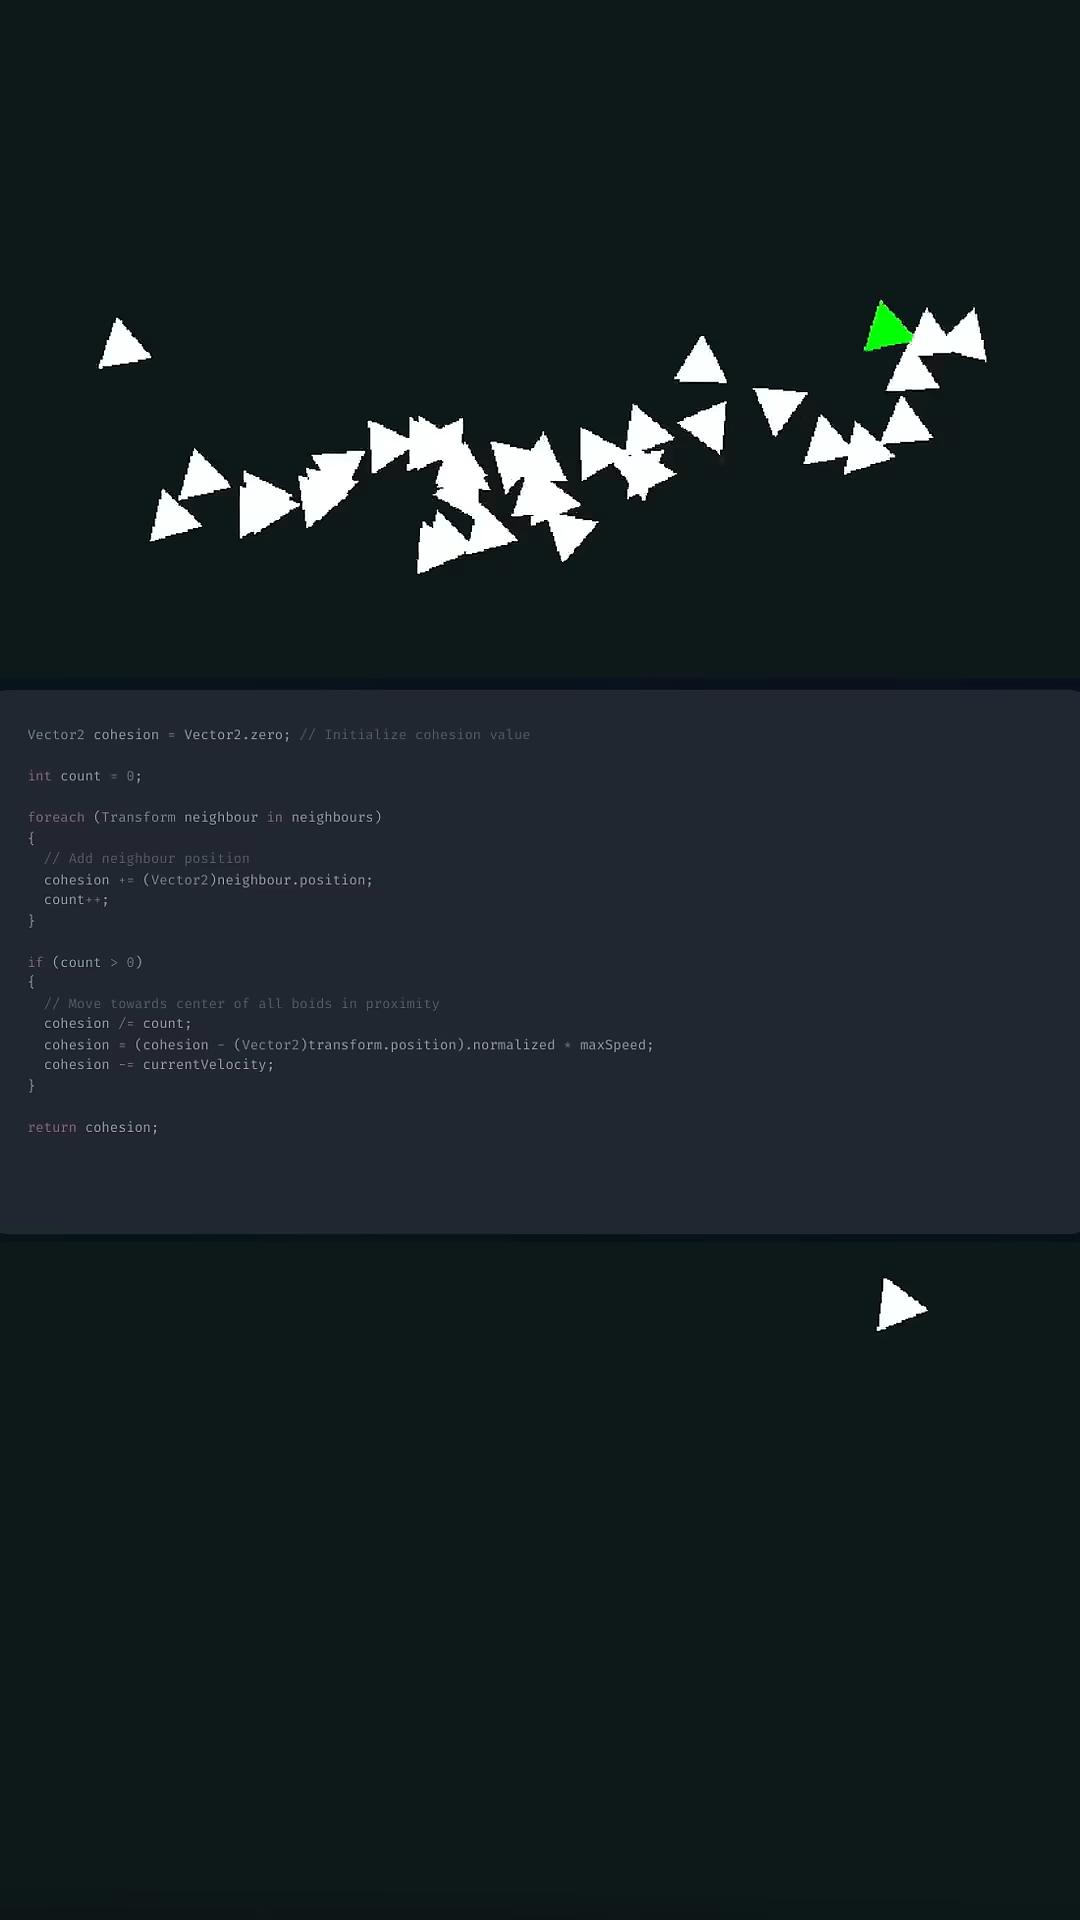 Vector2 cohesion = Vector2.zero; // Initialize cohesion value
int count = 0;
foreach (Transform neighbour in neighbours)
{
// Add neighbour position
cohesion += (Vector2)neighbour.position;
count++;
}
if (count > 0)
{
// Move towards center of all boids in proximity
cohesion /= count;
cohesion = (cohesion - (Vector2)transform.position).normalized * maxSpeed;
cohesion -= currentVelocity;
}
return cohesion;